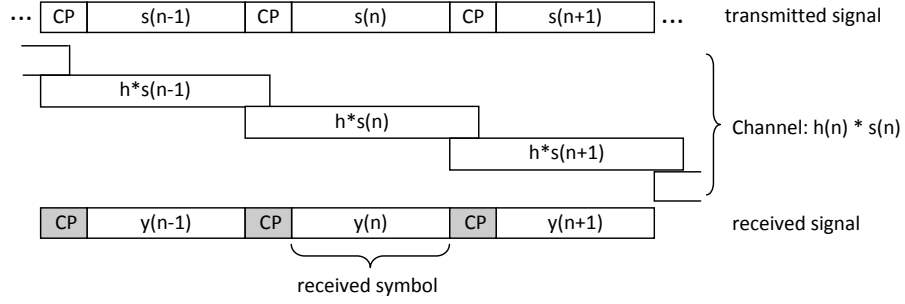 ... CP s(n-1) CP s(n) CP s(n+1) ... transmitted signal
h*s(n-1)
h*s(n)
Channel: h(n) * s(n)
h*s(n+1)
CP y(n-1) CP y(n) CP y(n+1) received signal
received symbol